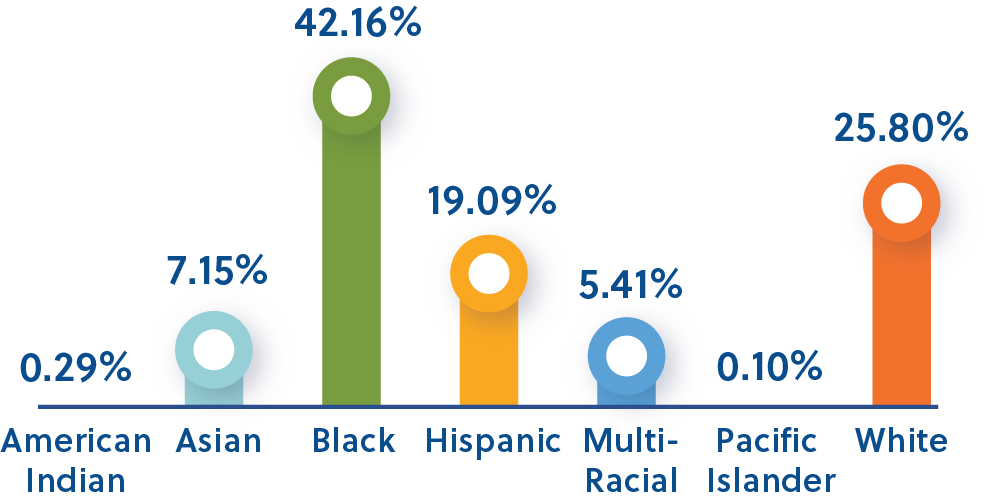 42.16%
25.80%
19.09%
7.15%
5.41%
0.29%
0.10%
American
Indian
Asian
Black
Hispanic
Multi-
Racial
Pacific
Islander
White